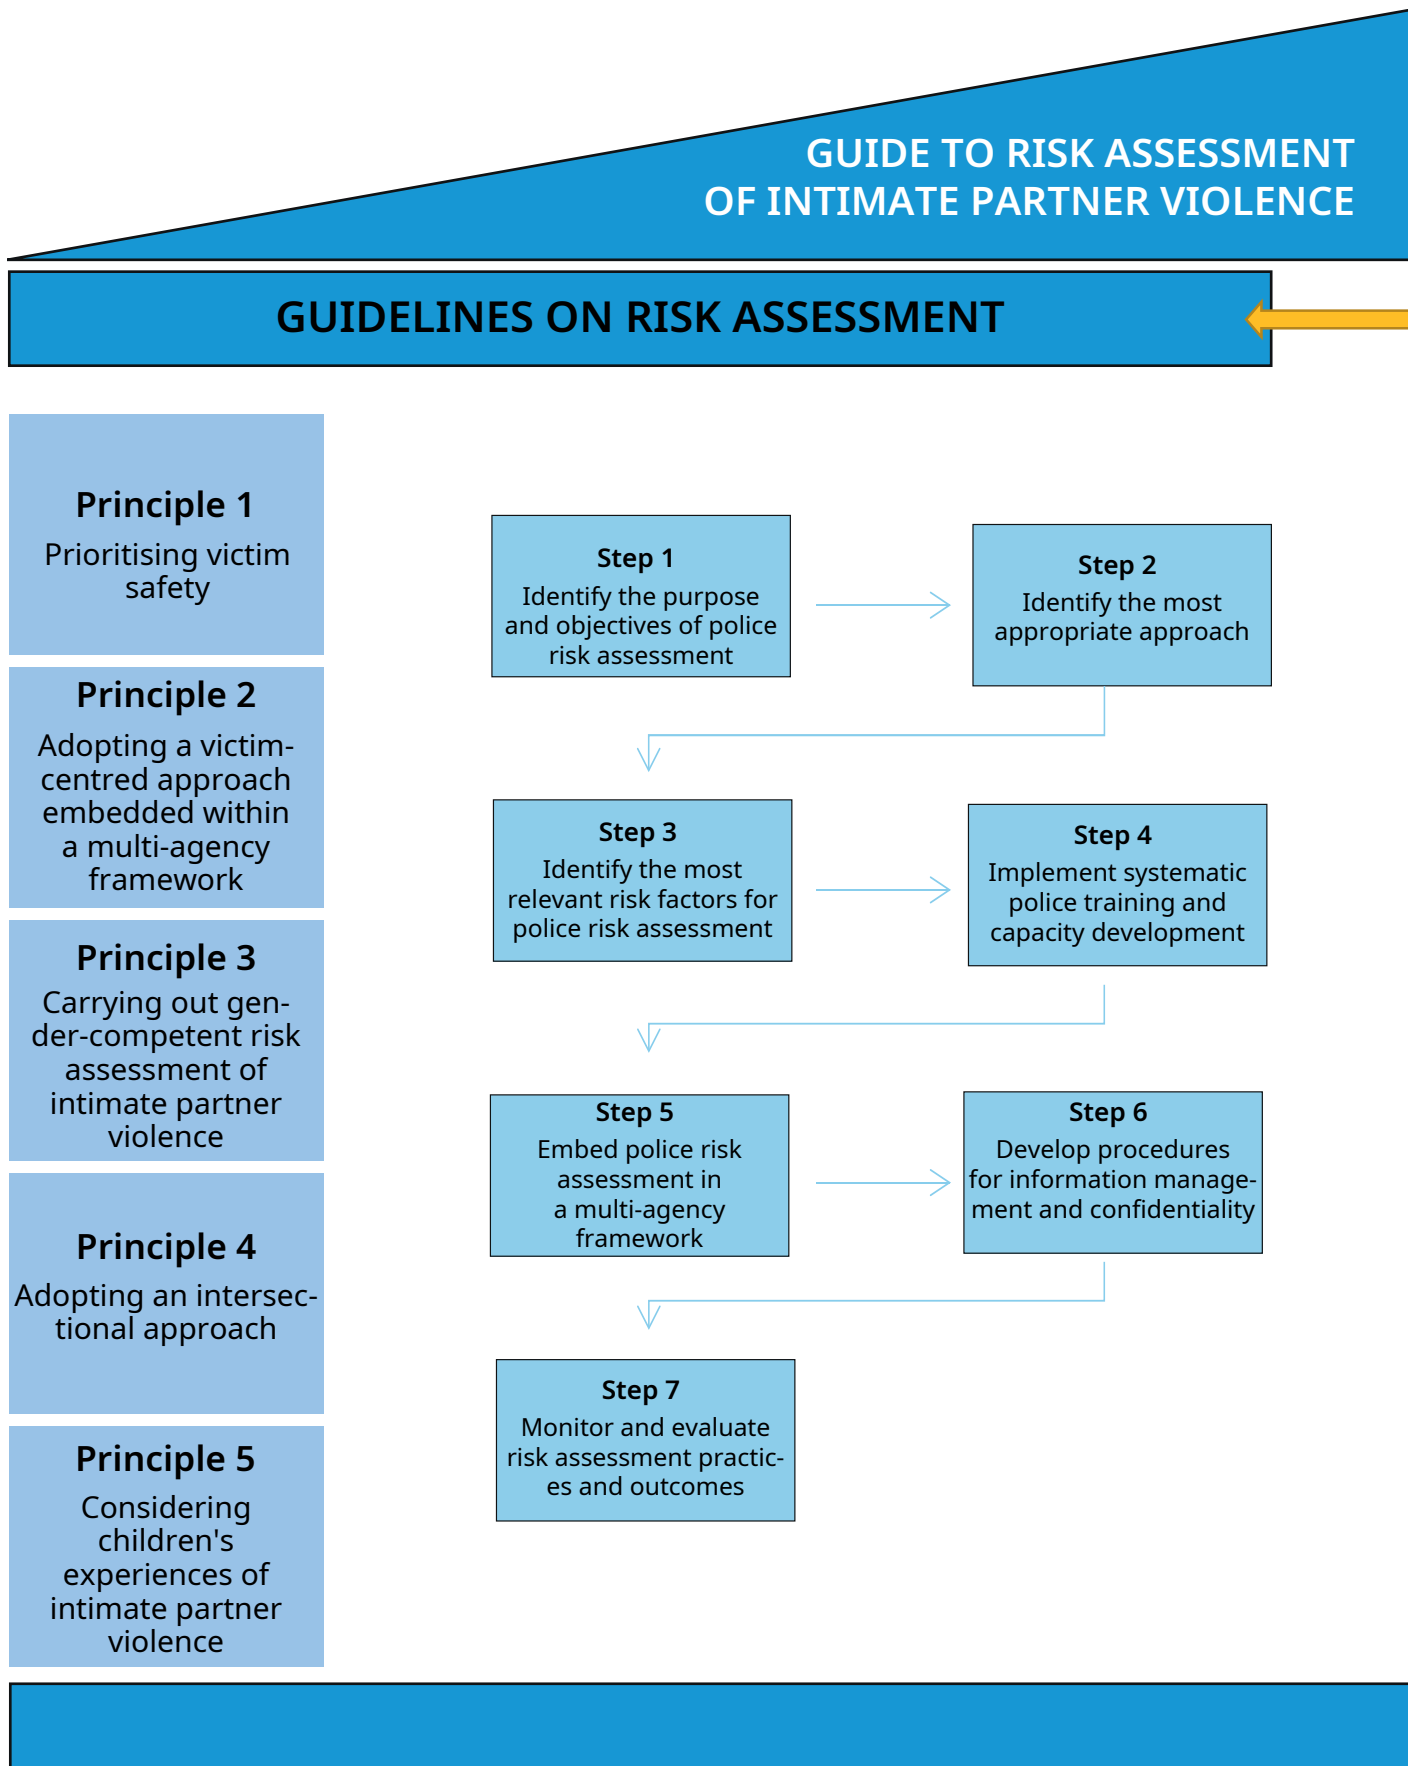 GUIDE TO RISK ASSESSMENT
OF INTIMATE PARTNER VIOLENCE
GUIDELINES ON RISK ASSESSMENT
Principle 1
Prioritising victim
safety
Principle 2
Adopting a victim-
centred approach
embedded within
a multi-agency
framework
Principle 3
Carrying out gen-
der-competent risk
assessment of
intimate partner
violence
Principle 4
Adopting an intersec-
tional approach
Principle 5
Considering
children's
experiences of
intimate partner
violence
Step 1
Identify the purpose
and objectives of police
risk assessment
Step 2
Identify the most
appropriate approach
Step 3
Identify the most
relevant risk factors for
police risk assessment
Step 4
Implement systematic
police training and
capacity development
Step 5
Embed police risk
assessment in
a multi-agency
framework
Step 6
Develop procedures
for information manage-
ment and confidentiality
Step 7
Monitor and evaluate
risk assessment practic-
es and outcomes